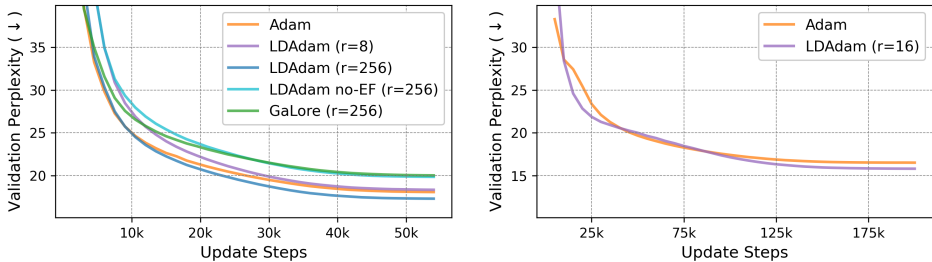 Validation Perplexity (↓)
35
30
25
20
10k
20k
30k
40k
50k
Update Steps
Adam
LDAdam (r=8)
LDAdam (r=256)
LDAdam no-EF (r=256)
GaLore (r=256)
Validation Perplexity (↓)
30
25
20
15
25k
75k
125k
175k
Update Steps
Adam
LDAdam (r=16)